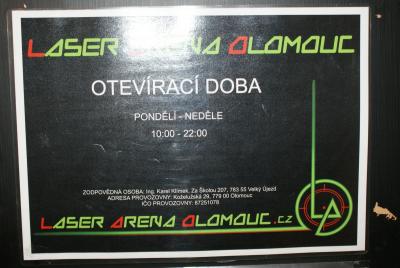 LASER ARENA OLOMOUC
OTEVÍRACÍ DOBA
PONDĚLÍ - NEDĚLE
10:00 - 22:00
ZODPOVĚDNÁ OSOBA: Ing. Karel Klimek, Za Školou 207, 783 55 Velký Újezd
ADRESA PROVOZOVNY: Koželužská 29, 779 00 Olomouc
IČO PROVOZOVNY: 87251078
LASER ARENA OLOMOUC.CZ
LA